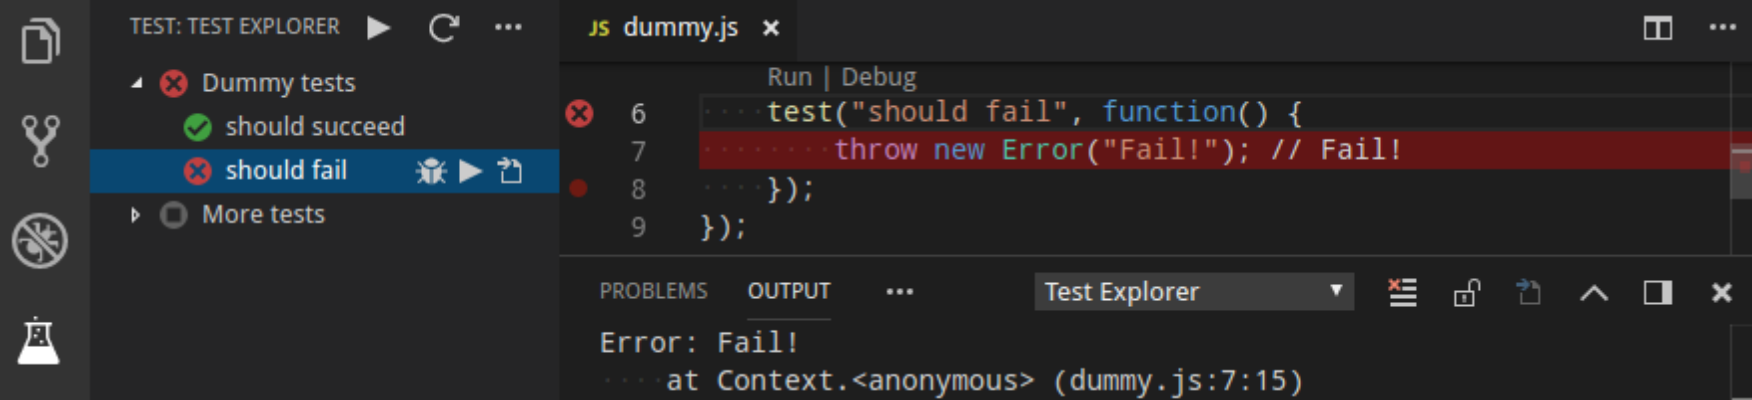 TEST: TEST EXPLORER
Dummy tests
should succeed
should fail
More tests
JS dummy.js
Run | Debug
6 test("should fail", function() {
7 throw new Error("Fail!"); // Fail!
8 });
9 });
PROBLEMS OUTPUT
Test Explorer
Error: Fail!
at Context.<anonymous> (dummy.js:7:15)